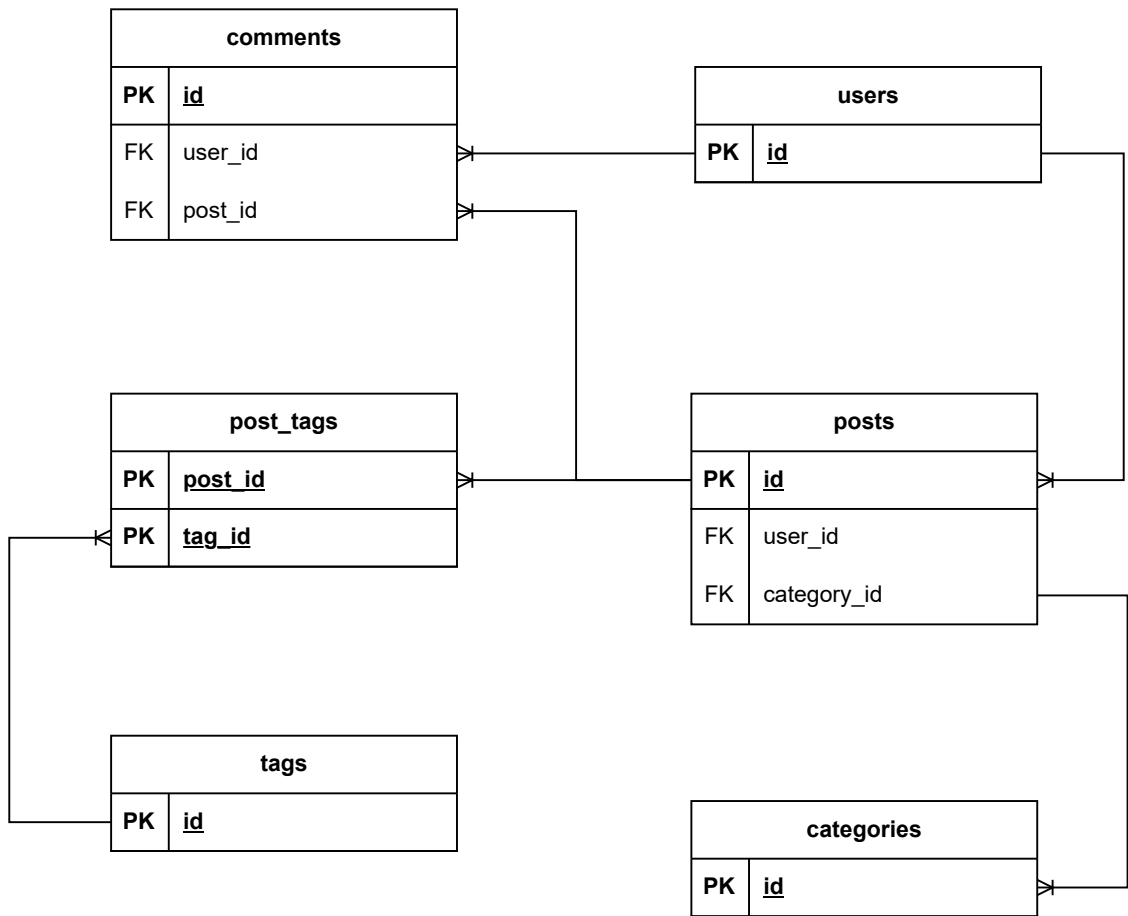 comments
PK id
FK user_id
FK post_id
users
PK id
post_tags
PK post_id
PK tag_id
posts
PK id
FK user_id
FK category_id
tags
PK id
categories
PK id